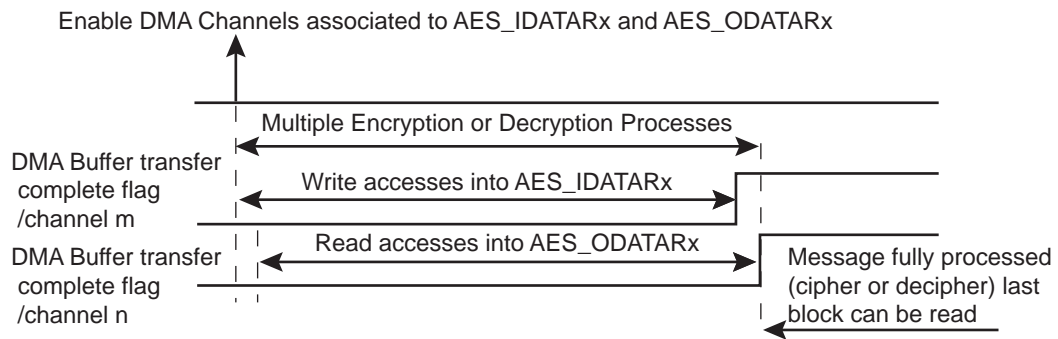 Enable DMA Channels associated to AES_IDATARx and AES_ODATARx
Multiple Encryption or Decryption Processes
DMA Buffer transfer
complete flag
/channel m
Write accesses into AES_IDATARx
DMA Buffer transfer
complete flag
/channel n
Read accesses into AES_ODATARx
Message fully processed
(cipher or decipher) last
block can be read